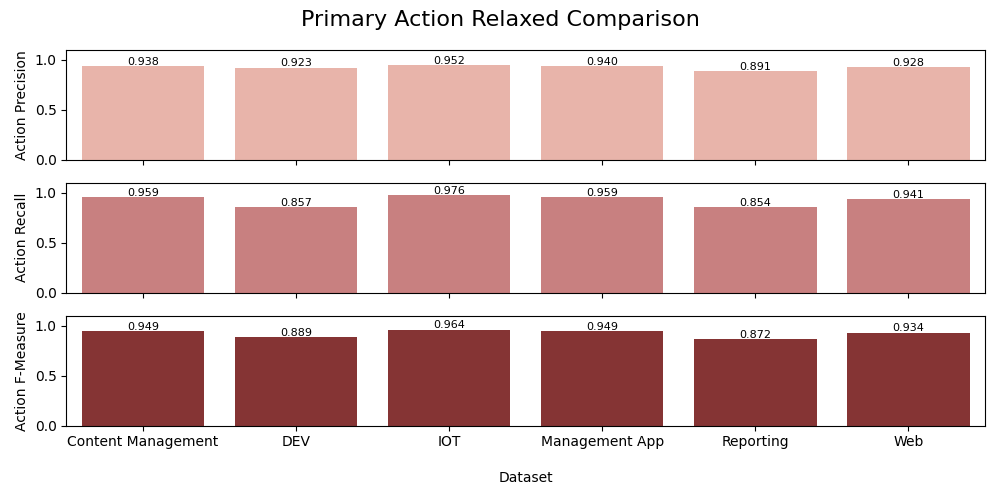 Primary Action Relaxed Comparison
Action Precision
1.0
0.5
0.0
0.938
0.923
0.952
0.940
0.891
0.928
Action Recall
1.0
0.5
0.0
0.959
0.857
0.976
0.959
0.854
0.941
Action F-Measure
1.0
0.5
0.0
0.949
0.889
0.964
0.949
0.872
0.934
Content Management
DEV
IOT
Management App
Reporting
Web
Dataset